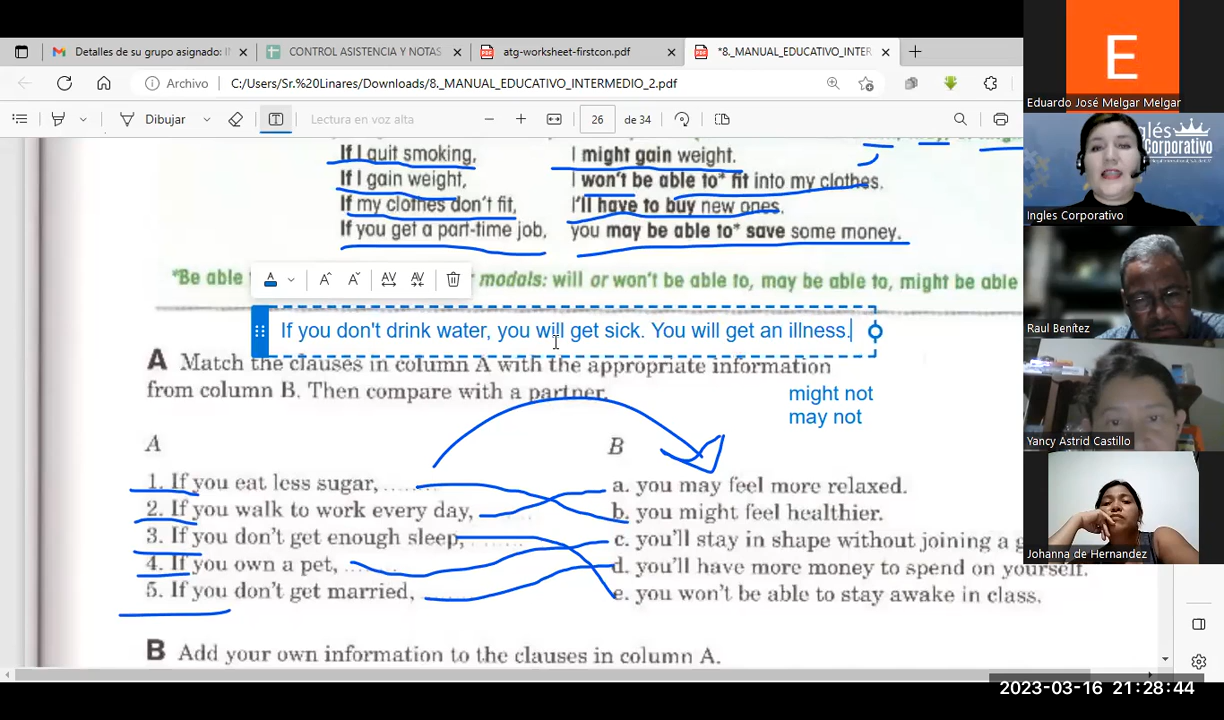 Detalles de su grupo asignado: I
CONTROL ASISTENCIA Y NOTAS
atg-worksheet-firstcon.pdf
*8._MANUAL_EDUCATIVO_INTER
Archivo
C:/Users/Sr.%20Linares/Downloads/8._MANUAL_EDUCATIVO_INTERMEDIO_2.pdf
Dibujar
Lectura en voz alta
26
de 34
If I quit smoking, I might gain weight.
If I gain weight, I won't be able to* fit into my clothes.
If my clothes don't fit, I'll have to buy new ones.
If you get a part-time job, you may be able to* save some money.
*Be able modals: will or won't be able to, may be able to, might be able
If you don't drink water, you will get sick. You will get an illness.
A Match the clauses in column A with the appropriate information
from column B. Then compare with a partner.
might not
may not
A
B
1. If you eat less sugar, ........
2. If you walk to work every day, ........
3. If you don't get enough sleep, ........
4. If you own a pet, ........
5. If you don't get married, ........
a. you may feel more relaxed.
b. you might feel healthier.
c. you'll stay in shape without joining a g
d. you'll have more money to spend on yourself.
e. you won't be able to stay awake in class.
B Add your own information to the clauses in column A.
E
Eduardo José Melgar Melgar
glés
Corporativo
Ingles Corporativo
Raul Benítez
Yancy Astrid Castillo
Johanna de Hernandez
2023-03-16 21:28:44